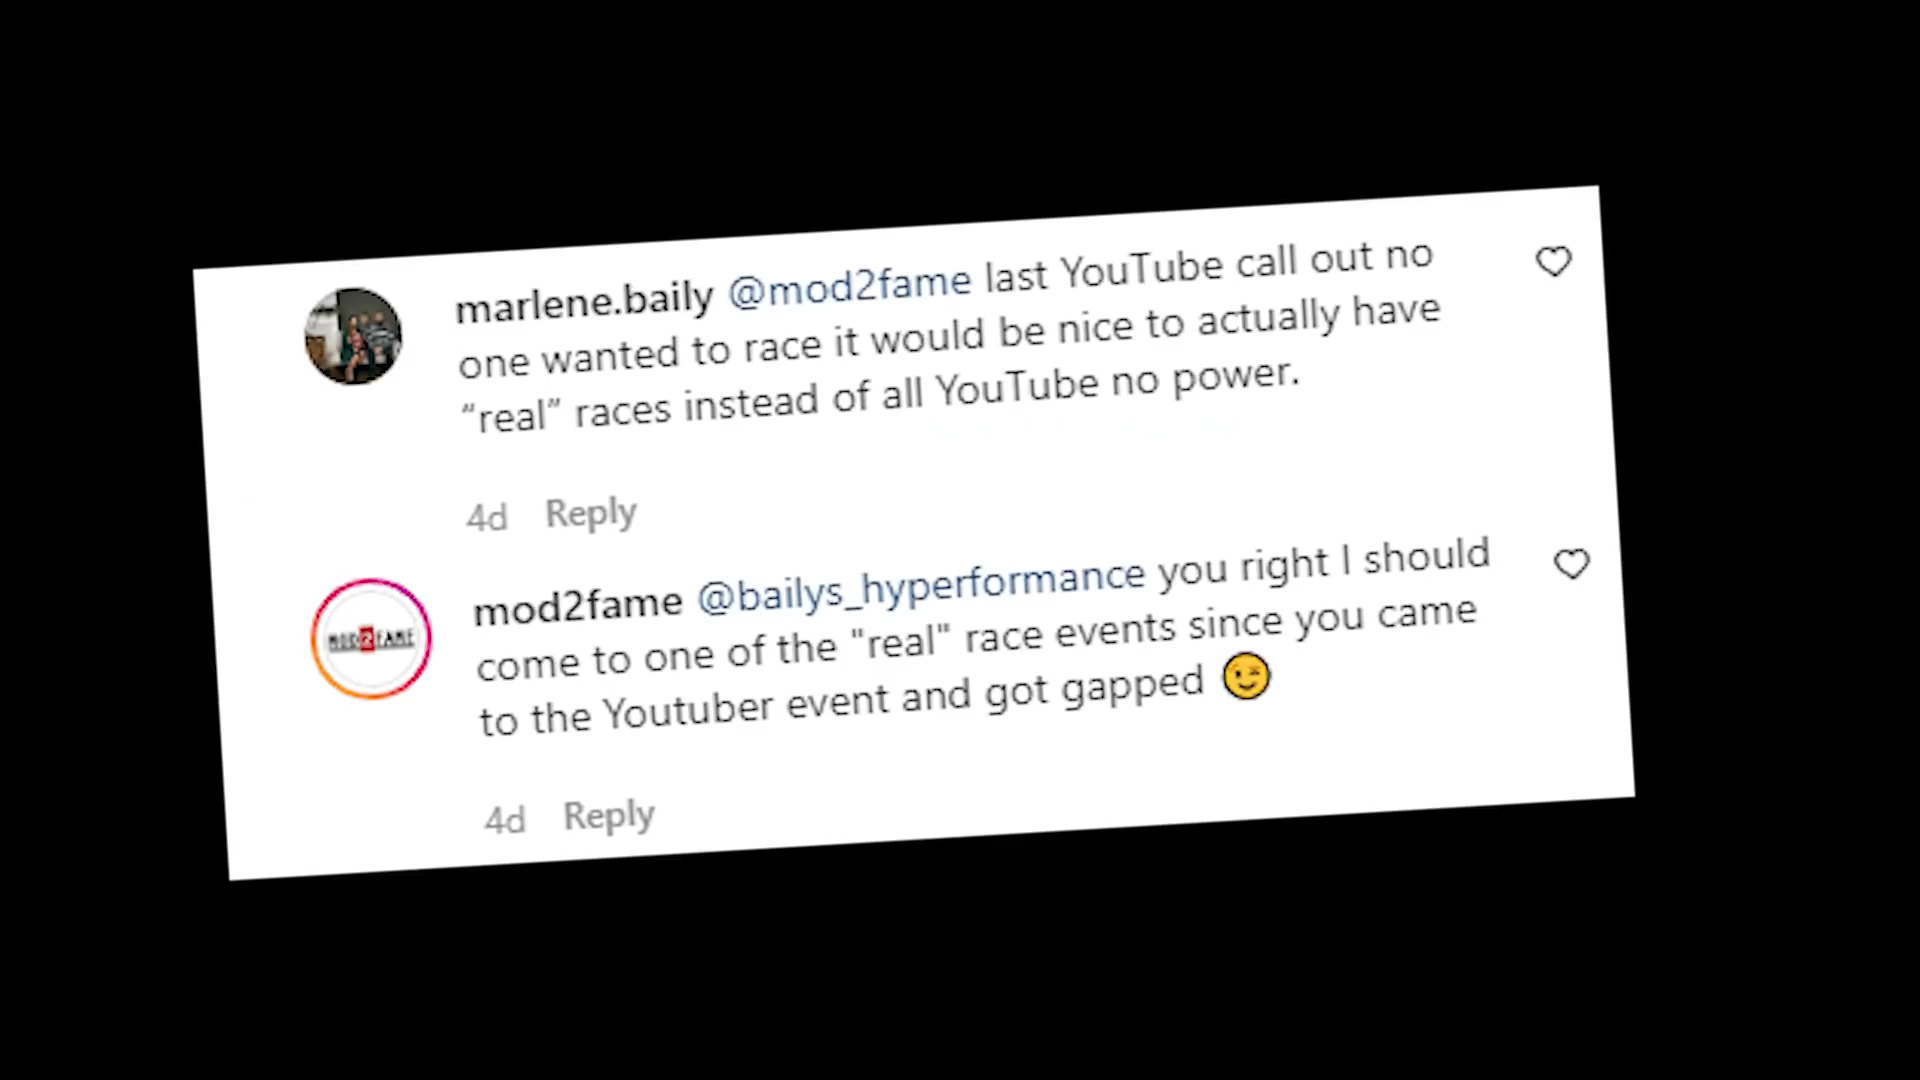 marlene.baily @mod2fame last YouTube call out no
one wanted to race it would be nice to actually have
“real” races instead of all YouTube no power.
4d Reply
MOD2FAME
mod2fame @bailys_hyperformance you right I should
come to one of the "real" race events since you came
to the Youtuber event and got gapped 😉
4d Reply